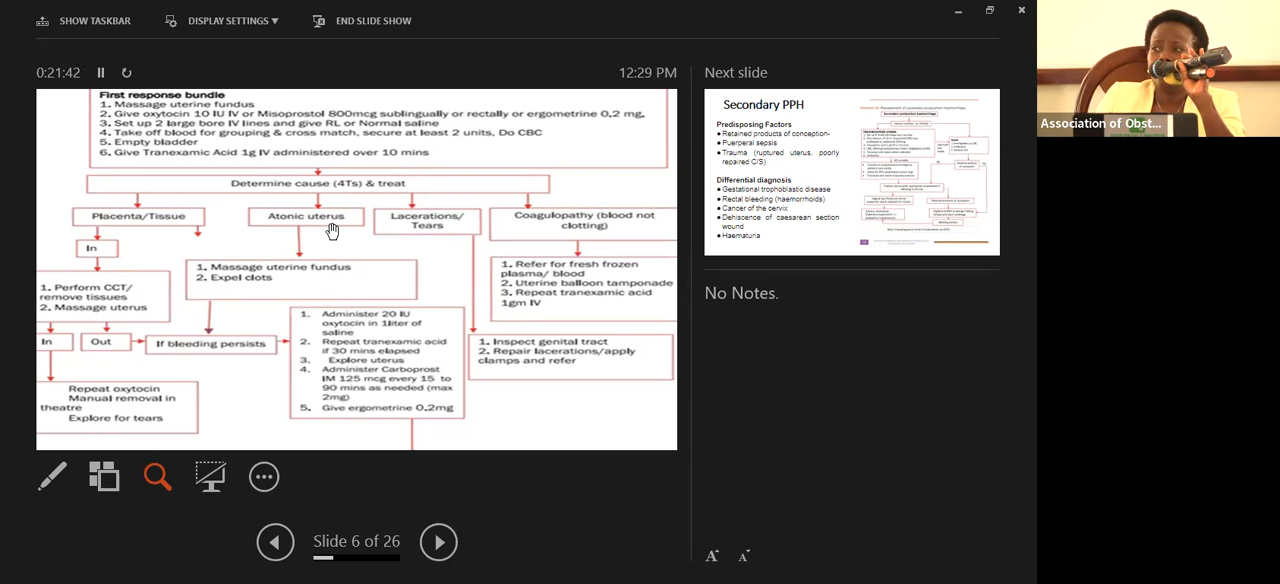 SHOW TASKBAR
DISPLAY SETTINGS
END SLIDE SHOW
0:21:42
12:29 PM
First response bundle
1. Massage uterine fundus
2. Give oxytocin 10 IU IV or Misoprostol 800mcg sublingually or rectally or ergometrine 0.2 mg,
3. Set up 2 large bore lines and give RL or Normal saline
4. Take off blood for grouping & cross match, secure at least 2 units, Do CBC
5. Empty bladder
6. Give Tranexamic Acid 1g IV administered over 10 mins
Determine cause (4Ts) & treat
Placenta/Tissue
Atonic uterus
Lacerations/
Tears
Coagulopathy (blood not
clotting)
In
1. Perform CCT/
remove tissues
2. Massage uterus
1. Massage uterine fundus
2. Expel clots
1. Refer for fresh frozen
plasma/ blood
2. Uterine balloon tamponade
3. Repeat tranexamic acid
1gm IV
In
Out
If bleeding persists
1. Administer 20 IU
oxytocin in 1liter of
saline
2. Repeat tranexamic acid
if 30 mins elapsed
3. Explore uterus
4. Administer Carboprost
IM 125 mcg every 15 to
90 mins as needed (max
2mg)
5. Give ergometrine 0.2mg
1. Inspect genital tract
2. Repair lacerations/apply
clamps and refer
Repeat oxytocin
Manual removal in
theatre
Explore for tears
Slide 6 of 26
Next slide
Secondary PPH
Predisposing Factors
● Retained products of conception-
● Puerperal sepsis
● Trauma (ruptured uterus, poorly
repaired C/S)
Differential diagnosis
● Gestational trophoblastic disease
● Rectal bleeding (haemorrhoids)
● Cancer of the cervix
● Dehiscence of caesarean section
wound
● Haematuria
No Notes.
A A
Association of Obst...